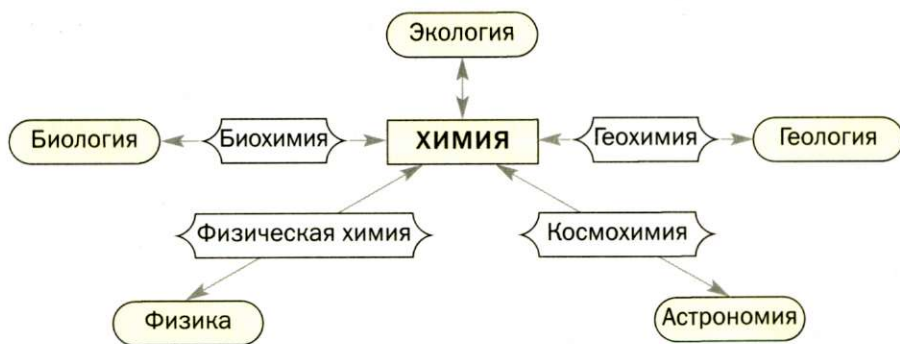 Экология
Биология
Биохимия
ХИМИЯ
Геохимия
Геология
Физическая химия
Космохимия
Физика
Астрономия